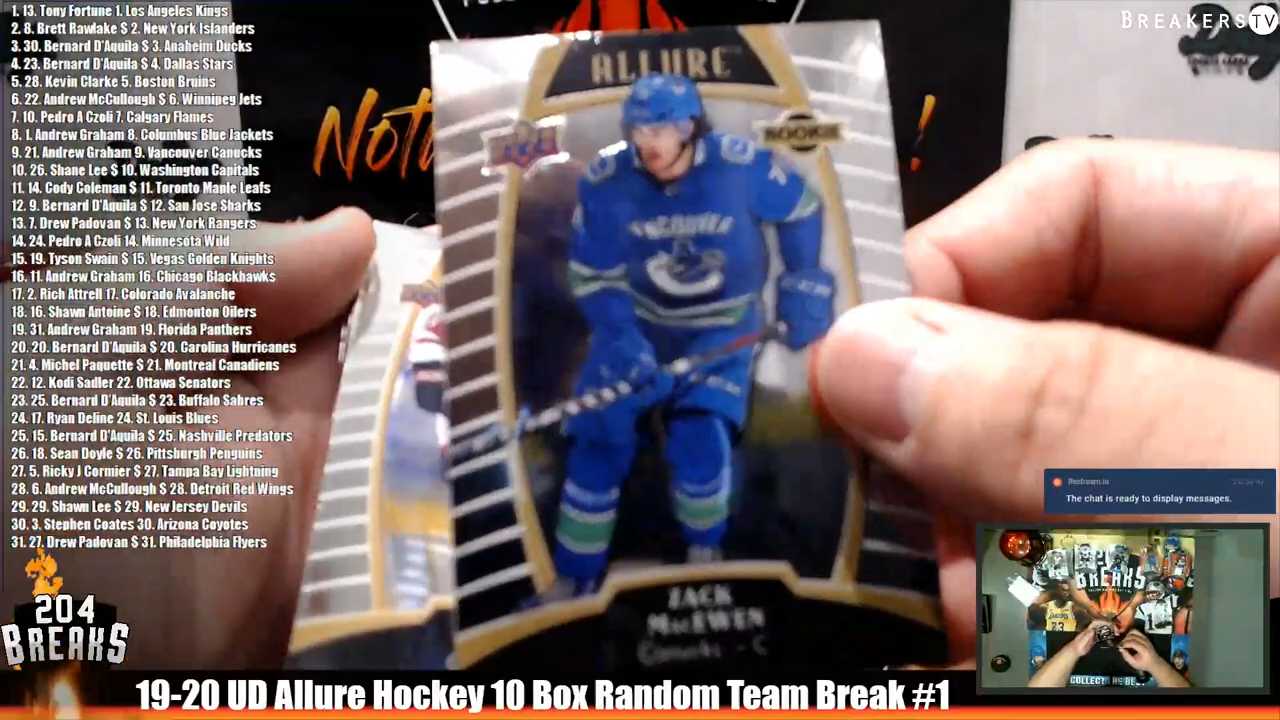 1. 13. Tony Fortune 1. Los Angeles Kings
2. 8. Brett Rawlake $ 2. New York Islanders
3. 30. Bernard D'Aquila $ 3. Anaheim Ducks
4. 23. Bernard D'Aquila $ 4. Dallas Stars
5. 28. Kevin Clarke 5. Boston Bruins
6. 22. Andrew McCullough $ 6. Winnipeg Jets
7. 10. Pedro A Czoli 7. Calgary Flames
8. 1. Andrew Graham 8. Columbus Blue Jackets
9. 21. Andrew Graham 9. Vancouver Canucks
10. 26. Shane Lee $ 10. Washington Capitals
11. 14. Cody Coleman $ 11. Toronto Maple Leafs
12. 9. Bernard D'Aquila $ 12. San Jose Sharks
13. 7. Drew Padovan $ 13. New York Rangers
14. 24. Pedro A Czoli 14. Minnesota Wild
15. 19. Tyson Swain $ 15. Vegas Golden Knights
16. 11. Andrew Graham 16. Chicago Blackhawks
17. 2. Rich Attrell 17. Colorado Avalanche
18. 16. Shawn Antoine $ 18. Edmonton Oilers
19. 31. Andrew Graham 19. Florida Panthers
20. 20. Bernard D'Aquila $ 20. Carolina Hurricanes
21. 4. Michel Paquette $ 21. Montreal Canadiens
22. 12. Kodi Sadler 22. Ottawa Senators
23. 25. Bernard D'Aquila $ 23. Buffalo Sabres
24. 17. Ryan Deline 24. St. Louis Blues
25. 15. Bernard D'Aquila $ 25. Nashville Predators
26. 18. Sean Doyle $ 26. Pittsburgh Penguins
27. 5. Ricky J Cormier $ 27. Tampa Bay Lightning
28. 6. Andrew McCullough $ 28. Detroit Red Wings
29. 29. Shawn Lee $ 29. New Jersey Devils
30. 3. Stephen Coates 30. Arizona Coyotes
31. 27. Drew Padovan $ 31. Philadelphia Flyers
204
BREAKS
BREAKERSTV
ALLURE
ROOKIE
VANCOUVER
ZACK
MACEWEN
Canucks - C
Restream.io
The chat is ready to display messages.
BREAKS
LAKERS
23
COLLECT THE BEST
19-20 UD Allure Hockey 10 Box Random Team Break #1